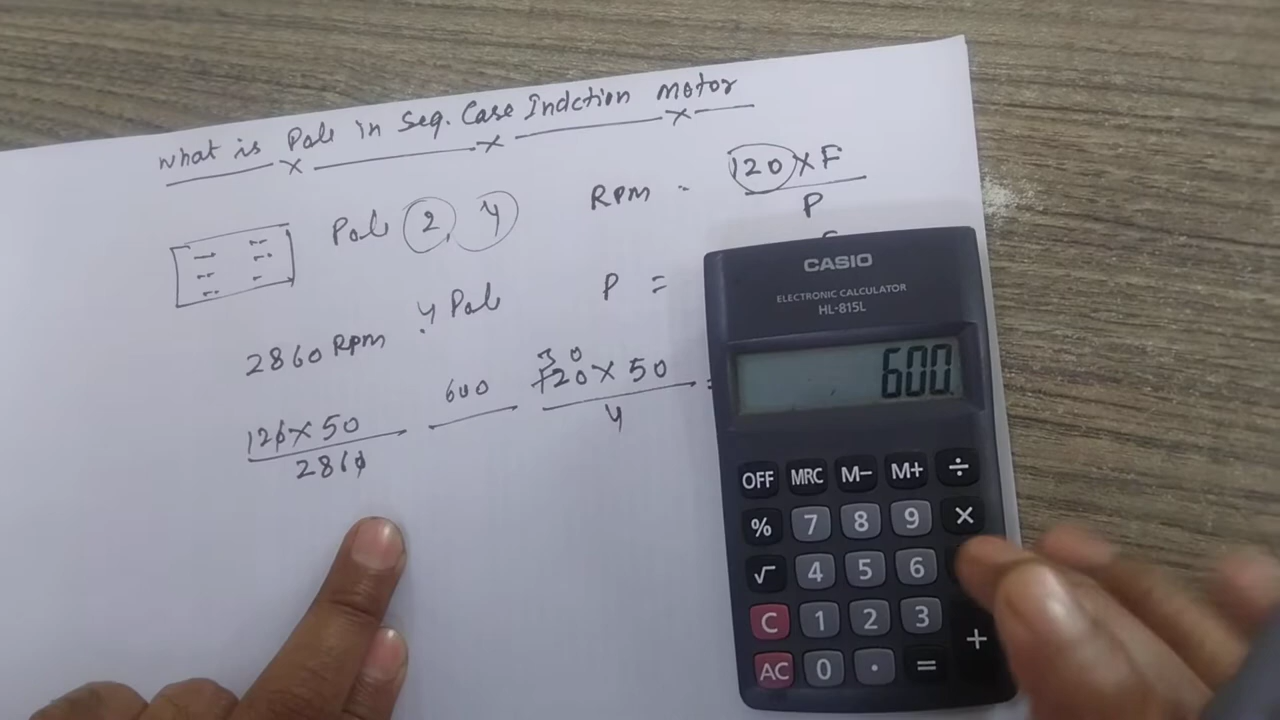 What is Pole in Seq. Case Indction Motor
Pole 2, 4
Rpm = 120 x F
P
P =
2860 Rpm 4 Pole
120 x 50
2860
600
30
120 x 50 =
4
CASIO
ELECTRONIC CALCULATOR
HL-815L
600.
OFF MRC M- M+ ÷
% 7 8 9 ×
√ 4 5 6
C 1 2 3
+
AC 0 . =